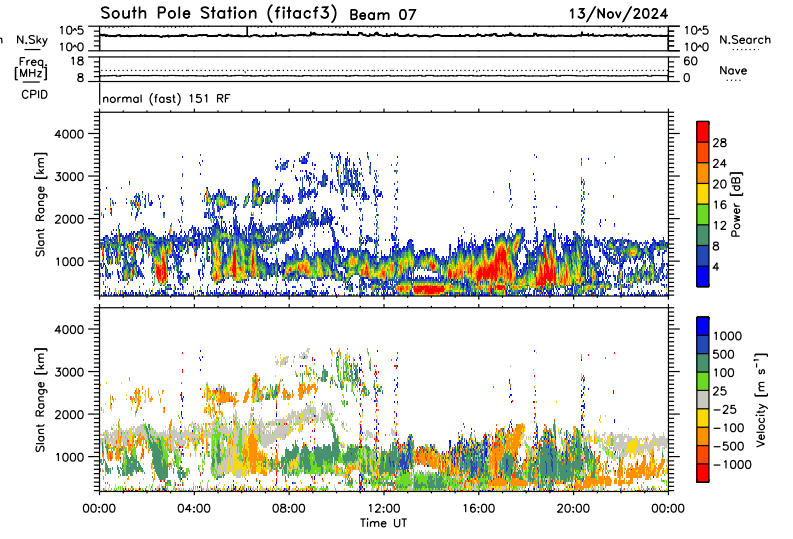 South Pole Station (fitacf3) Beam 07 13/Nov/2024
N.Sky 10^5 10^0 10^5 10^0 N.Search
Freq. [MHz] 18 8 60 0 Nave
CPID normal (fast) 151 RF
Slant Range [km] 4000 3000 2000 1000
28 24 20 16 12 8 4 Power [dB]
Slant Range [km] 4000 3000 2000 1000
1000 500 100 25 −25 −100 −500 −1000 Velocity [m s⁻¹]
00:00 04:00 08:00 12:00 16:00 20:00 00:00
Time UT